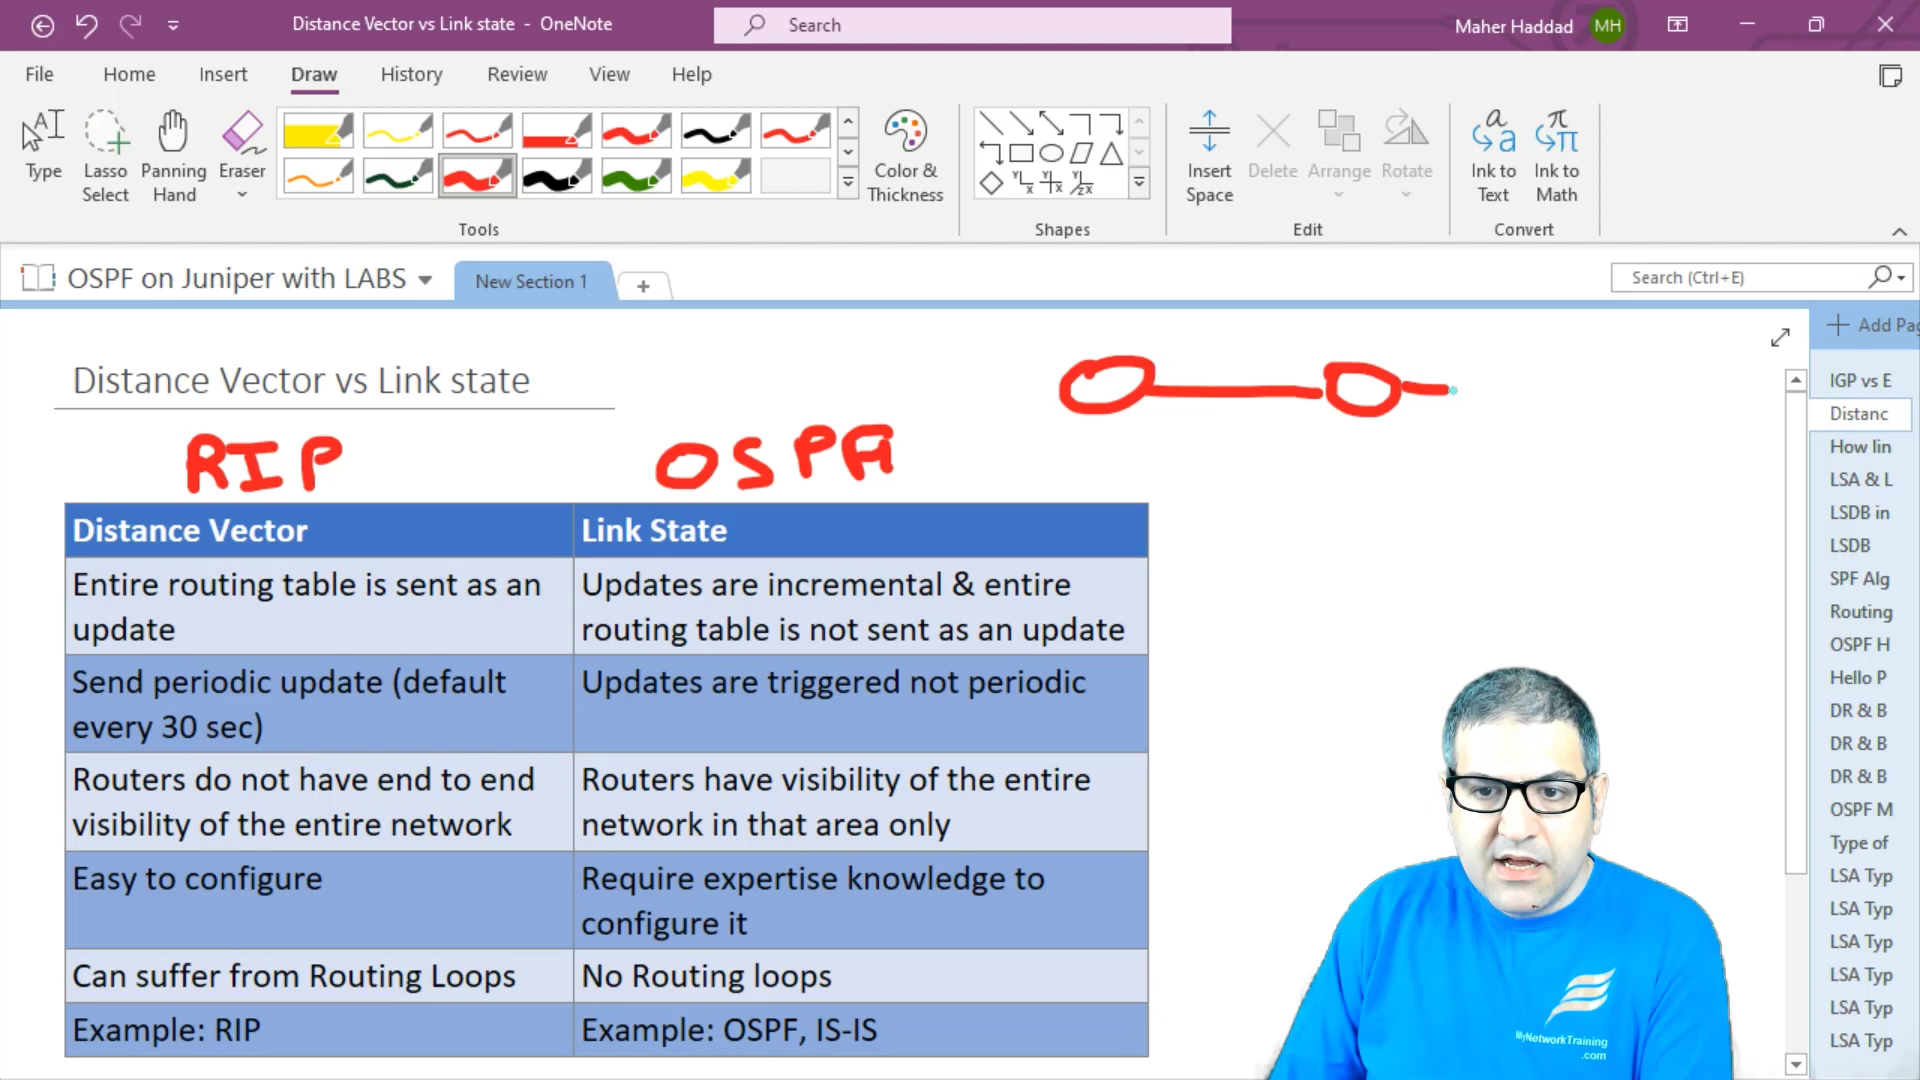 Distance Vector vs Link state - OneNote
Search
Maher Haddad
MH
File
Home
Insert
Draw
History
Review
View
Help
Type
Lasso
Select
Panning
Hand
Eraser
Color &
Thickness
Insert
Space
Delete
Arrange
Rotate
Ink to
Text
Ink to
Math
Tools
Shapes
Edit
Convert
OSPF on Juniper with LABS
New Section 1
Search (Ctrl+E)
Add Pag
Distance Vector vs Link state
RIP
OSPF
Distance Vector
Link State
Entire routing table is sent as an
update
Updates are incremental & entire
routing table is not sent as an update
Send periodic update (default
every 30 sec)
Updates are triggered not periodic
Routers do not have end to end
visibility of the entire network
Routers have visibility of the entire
network in that area only
Easy to configure
Require expertise knowledge to
configure it
Can suffer from Routing Loops
No Routing loops
Example: RIP
Example: OSPF, IS-IS
IGP vs E
Distanc
How lin
LSA & L
LSDB in
LSDB
SPF Alg
Routing
OSPF H
Hello P
DR & B
DR & B
DR & B
OSPF M
Type of
LSA Typ
LSA Typ
LSA Typ
LSA Typ
LSA Typ
LSA Typ
MyNetworkTraining
.com